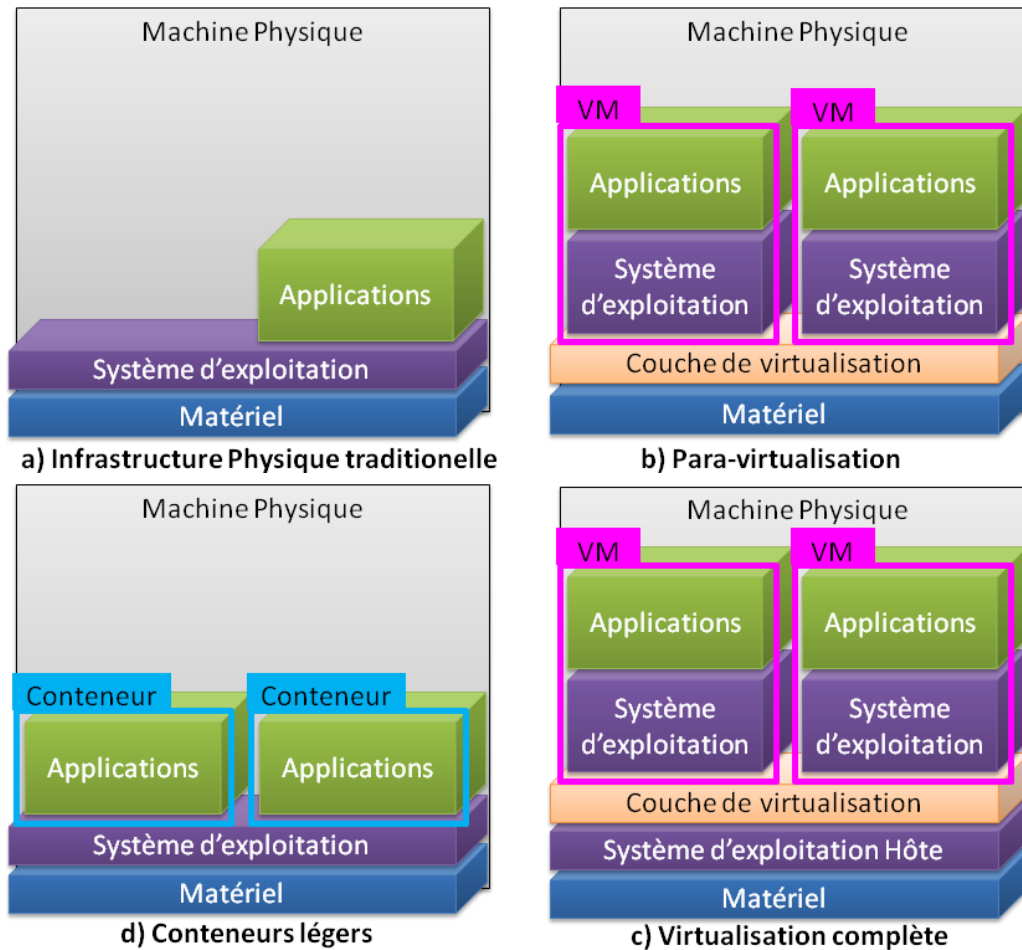 Machine Physique
Applications
Système d'exploitation
Matériel
a) Infrastructure Physique traditionelle
Machine Physique
VM
VM
Applications
Applications
Système
d'exploitation
Système
d'exploitation
Couche de virtualisation
Matériel
b) Para-virtualisation
Machine Physique
Conteneur
Conteneur
Applications
Applications
Système d'exploitation
Matériel
d) Conteneurs légers
Machine Physique
VM
VM
Applications
Applications
Système
d'exploitation
Système
d'exploitation
Couche de virtualisation
Système d'exploitation Hôte
Matériel
c) Virtualisation complète